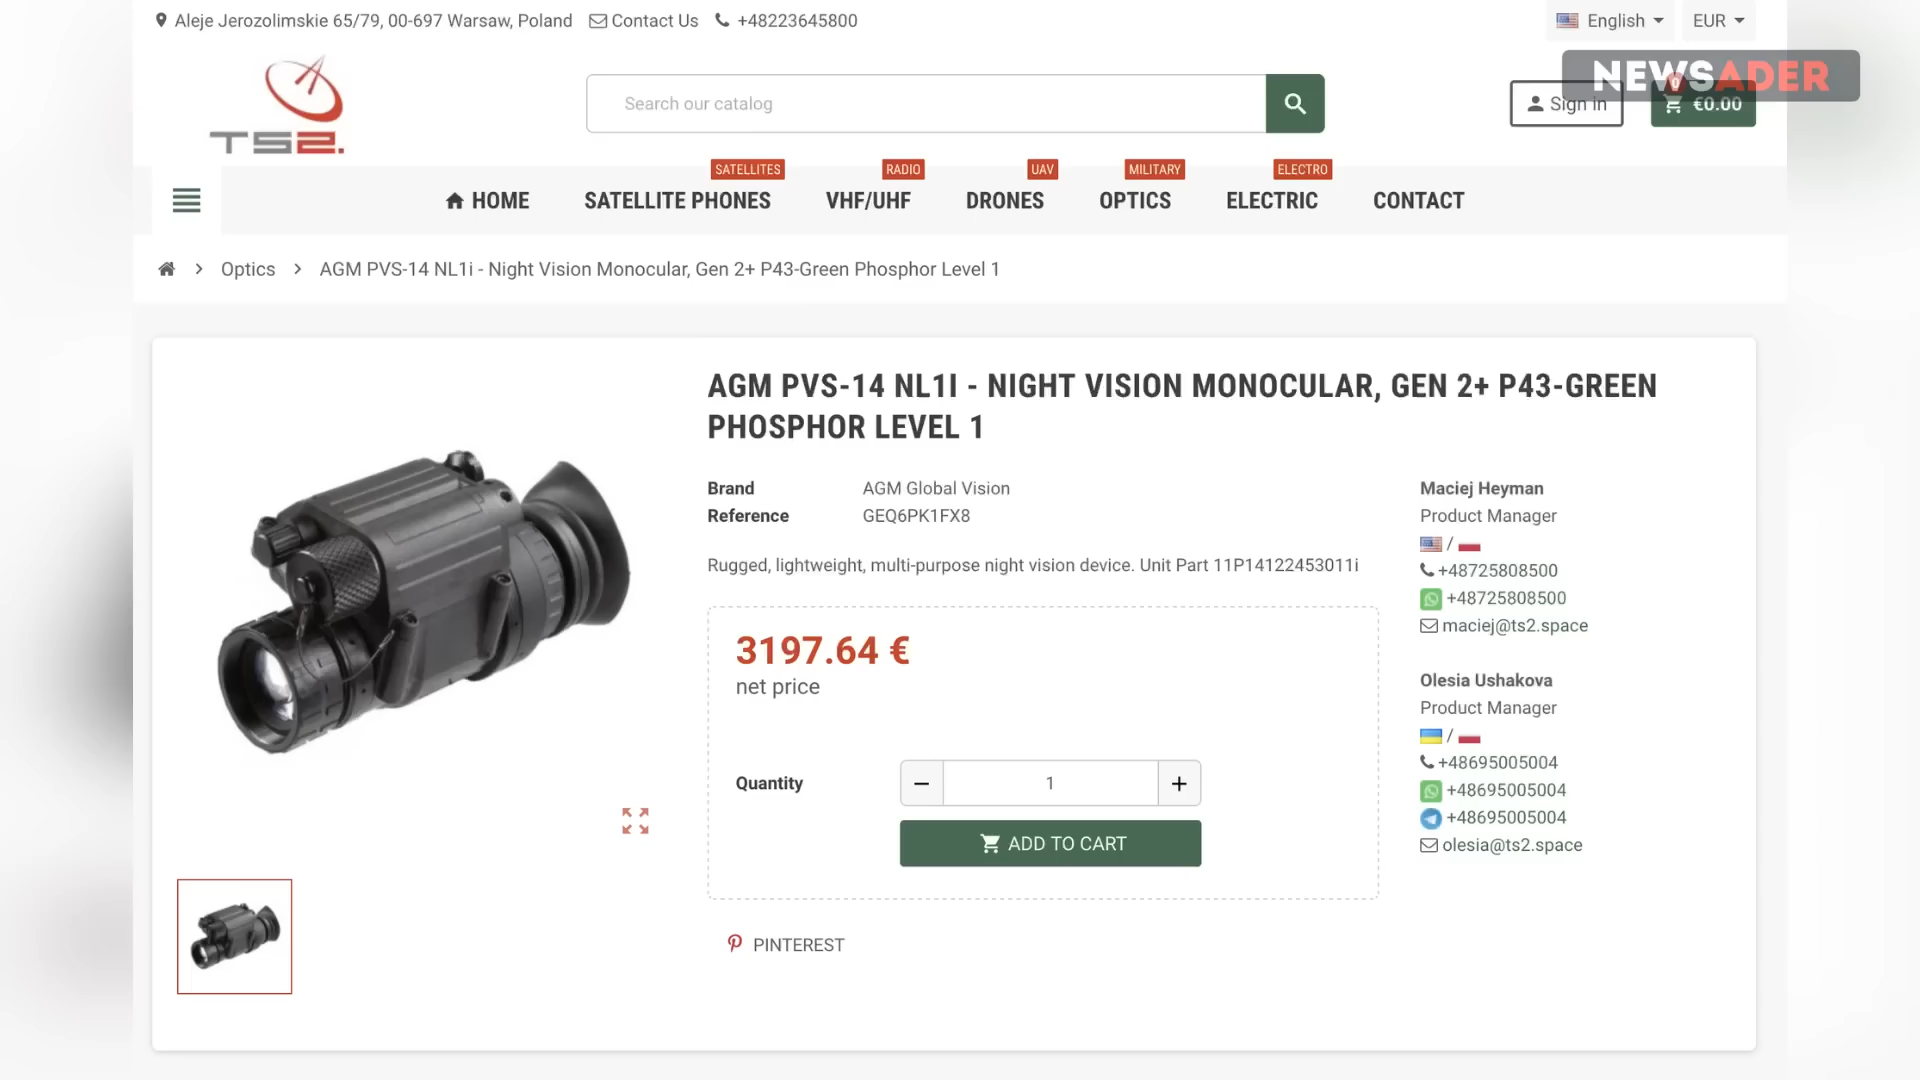 Aleje Jerozolimskie 65/79, 00-697 Warsaw, Poland Contact Us +48223645800 English EUR
NEWSADER
TS2.
Search our catalog
Sign in
0
€0.00
SATELLITES RADIO UAV MILITARY ELECTRO
HOME SATELLITE PHONES VHF/UHF DRONES OPTICS ELECTRIC CONTACT
Optics AGM PVS-14 NL1i - Night Vision Monocular, Gen 2+ P43-Green Phosphor Level 1
AGM PVS-14 NL1I - NIGHT VISION MONOCULAR, GEN 2+ P43-GREEN
PHOSPHOR LEVEL 1
Brand AGM Global Vision
Reference GEQ6PK1FX8
Rugged, lightweight, multi-purpose night vision device. Unit Part 11P14122453011i
3197.64 €
net price
Quantity 1
ADD TO CART
PINTEREST
Maciej Heyman
Product Manager
/
+48725808500
+48725808500
maciej@ts2.space
Olesia Ushakova
Product Manager
/
+48695005004
+48695005004
+48695005004
olesia@ts2.space